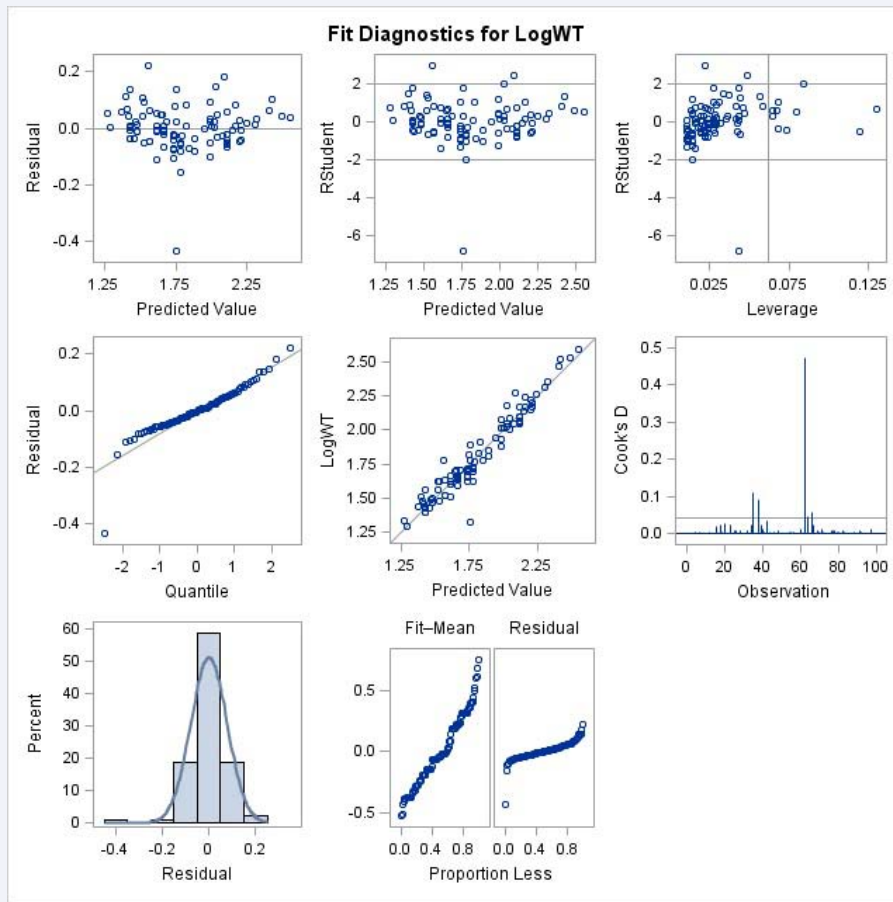 Fit Diagnostics for LogWT
0.2
0.0
-0.2
-0.4
Residual
1.25 1.75 2.25
Predicted Value
2
0
-2
-4
-6
RStudent
1.25 1.50 1.75 2.00 2.25 2.50
Predicted Value
2
0
-2
-4
-6
RStudent
0.025 0.075 0.125
Leverage
0.2
0.0
-0.2
-0.4
Residual
-2 -1 0 1 2
Quantile
2.50
2.25
2.00
1.75
1.50
1.25
LogWT
1.25 1.75 2.25
Predicted Value
0.5
0.4
0.3
0.2
0.1
0.0
Cook's D
0 20 40 60 80 100
Observation
60
50
40
30
20
10
0
Percent
-0.4 -0.2 0 0.2
Residual
Fit–Mean Residual
0.5
0.0
-0.5
0.0 0.4 0.8 0.0 0.4 0.8
Proportion Less